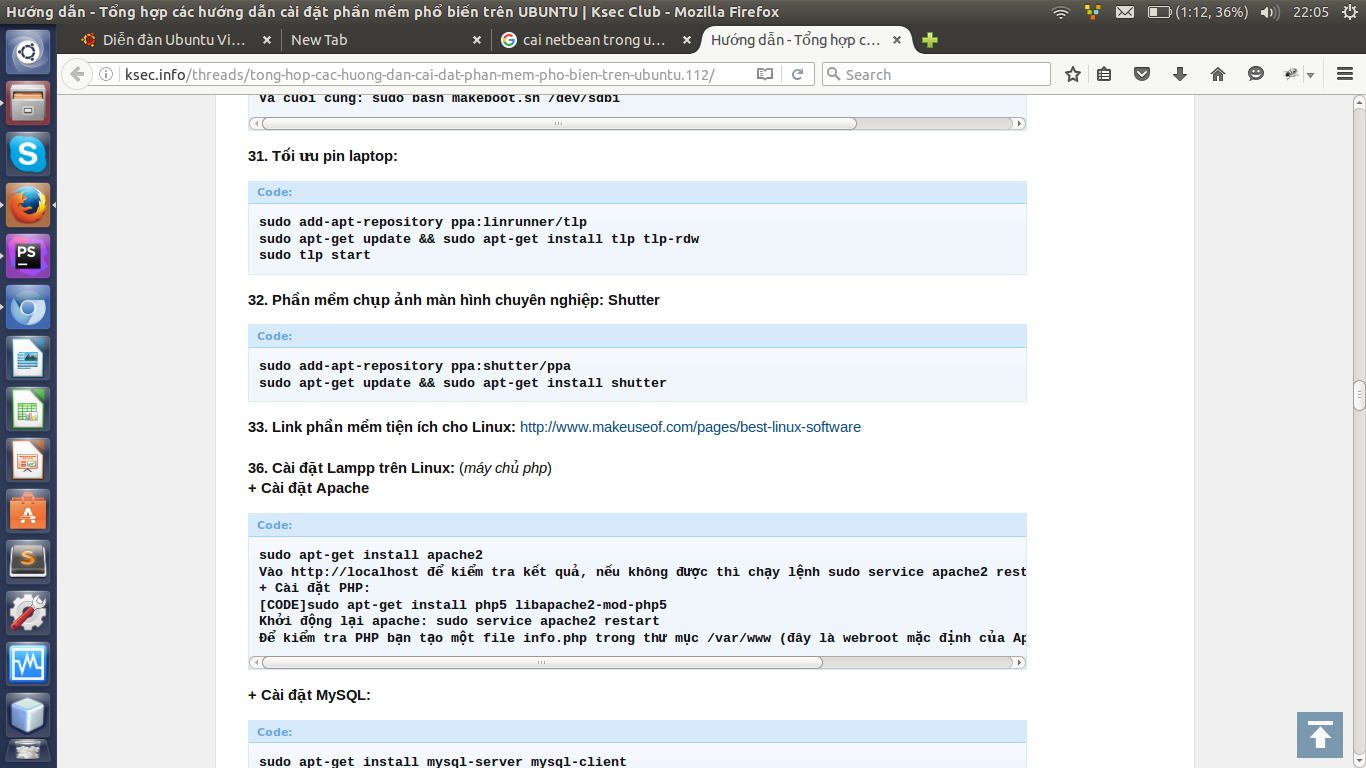 Hướng dẫn - Tổng hợp các hướng dẫn cài đặt phần mềm phổ biến trên UBUNTU | Ksec Club - Mozilla Firefox
(1:12, 36%)
22:05
Diễn đàn Ubuntu Vi...
New Tab
cai netbean trong u...
Hướng dẫn - Tổng hợp c...
ksec.info/threads/tong-hop-cac-huong-dan-cai-dat-phan-mem-pho-bien-tren-ubuntu.112/
Search
Và cuối cùng: sudo bash makeboot.sh /dev/sdb1
31. Tối ưu pin laptop:
Code:
sudo add-apt-repository ppa:linrunner/tlp
sudo apt-get update && sudo apt-get install tlp tlp-rdw
sudo tlp start
32. Phần mềm chụp ảnh màn hình chuyên nghiệp: Shutter
Code:
sudo add-apt-repository ppa:shutter/ppa
sudo apt-get update && sudo apt-get install shutter
33. Link phần mềm tiện ích cho Linux: http://www.makeuseof.com/pages/best-linux-software
36. Cài đặt Lampp trên Linux: (máy chủ php)
+ Cài đặt Apache
Code:
sudo apt-get install apache2
Vào http://localhost để kiểm tra kết quả, nếu không được thì chạy lệnh sudo service apache2 rest
+ Cài đặt PHP:
[CODE]sudo apt-get install php5 libapache2-mod-php5
Khởi động lại apache: sudo service apache2 restart
Để kiểm tra PHP bạn tạo một file info.php trong thư mục /var/www (đây là webroot mặc định của Ap
+ Cài đặt MySQL:
Code:
sudo apt-get install mysql-server mysql-client
PS